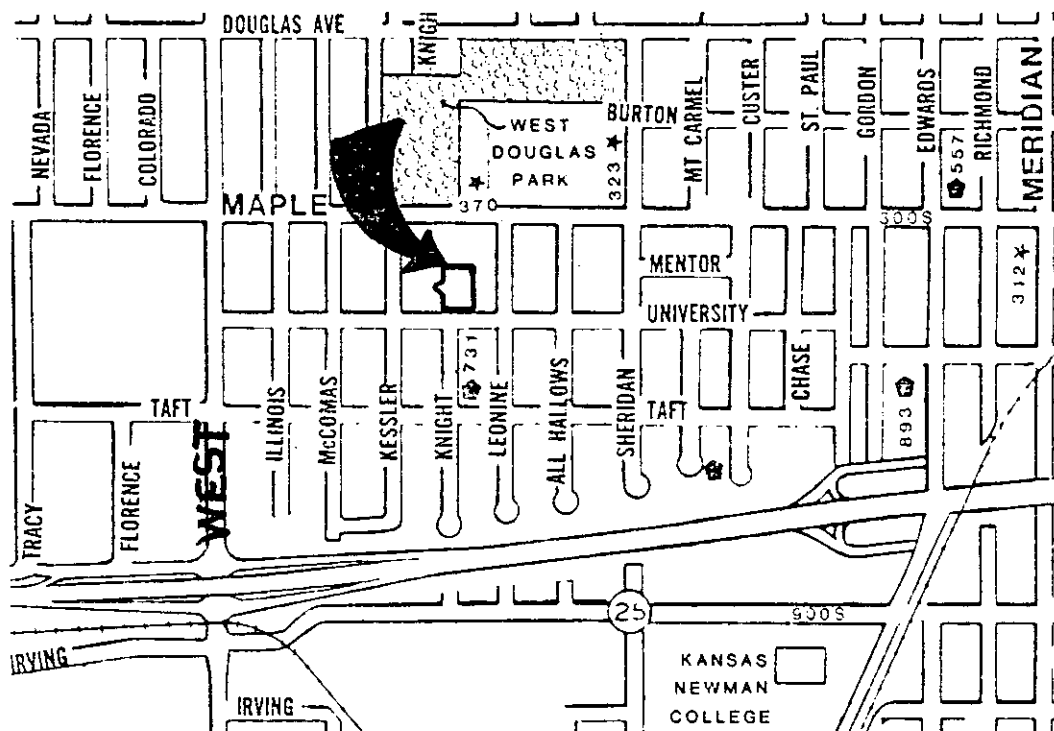 DOUGLAS AVE
KNIGH
NEVADA
FLORENCE
COLORADO
WEST
DOUGLAS
PARK
BURTON
MT CARMEL
CUSTER
ST. PAUL
GORDON
EDWARDS
557
RICHMOND
MERIDIAN
323
370
MAPLE
300S
MENTOR
312
UNIVERSITY
731
CHASE
TAFT
ILLINOIS
McCOMAS
KESSLER
KNIGHT
LEONINE
ALL HALLOWS
SHERIDAN
TAFT
893
WEST
TRACY
FLORENCE
25
900S
IRVING
IRVING
KANSAS
NEWMAN
COLLEGE